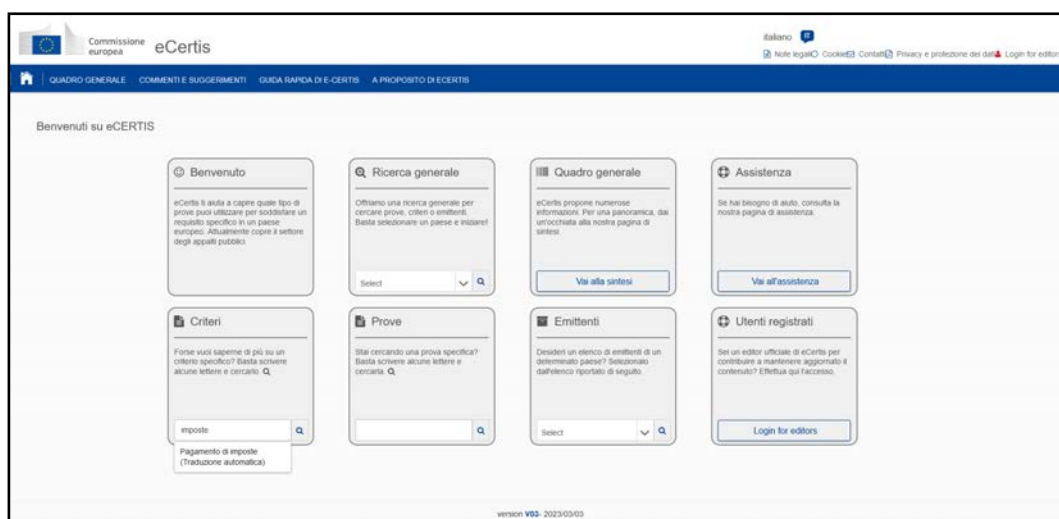 Commissione
europea
eCertis
italiano IT
Note legali Cookie Contatti Privacy e protezione dei dati Login for editors
QUADRO GENERALE COMMENTI E SUGGERIMENTI GUIDA RAPIDA DI E-CERTIS A PROPOSITO DI ECERTIS
Benvenuti su eCERTIS
Benvenuto
eCertis ti aiuta a capire quale tipo di
prove puoi utilizzare per soddisfare un
requisito specifico in un paese
europeo. Attualmente copre il settore
degli appalti pubblici.
Ricerca generale
Offriamo una ricerca generale per
cercare prove, criteri o emittenti.
Basta selezionare un paese e iniziare!
Select
Quadro generale
eCertis propone numerose
informazioni. Per una panoramica, dai
un'occhiata alla nostra pagina di
sintesi.
Vai alla sintesi
Assistenza
Se hai bisogno di aiuto, consulta la
nostra pagina di assistenza.
Vai all'assistenza
Criteri
Forse vuoi saperne di più su un
criterio specifico? Basta scrivere
alcune lettere e cercarlo.
imposte
Pagamento di imposte
(Traduzione automatica)
Prove
Stai cercando una prova specifica?
Basta scrivere alcune lettere e
cercarla.
Emittenti
Desideri un elenco di emittenti di un
determinato paese? Selezionalo
dall'elenco riportato di seguito.
Select
Utenti registrati
Sei un editor ufficiale di eCertis per
contribuire a mantenere aggiornato il
contenuto? Effettua qui l'accesso.
Login for editors
version V03- 2023/03/03